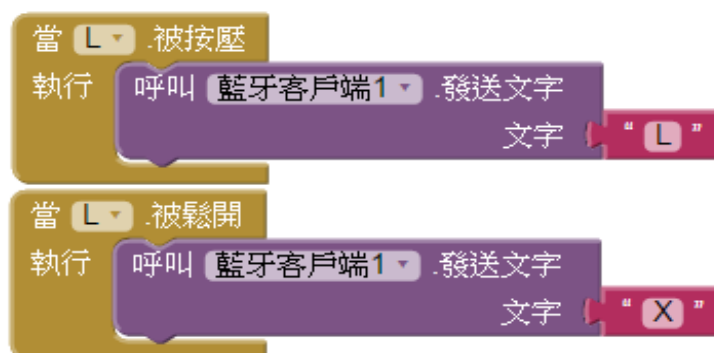 當 L .被按壓
執行 呼叫 藍牙客戶端1 .發送文字
文字 “ L ”
當 L .被鬆開
執行 呼叫 藍牙客戶端1 .發送文字
文字 “ X ”